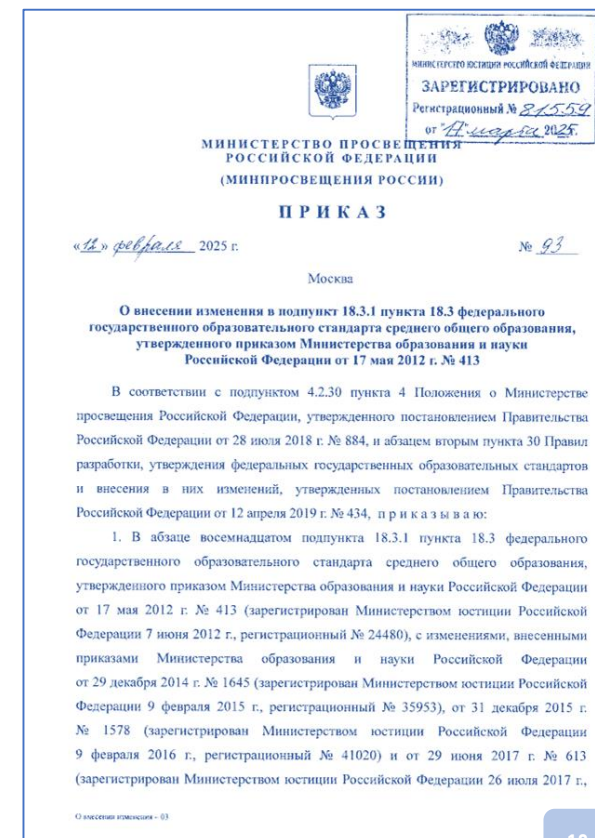 МИНИСТЕРСТВО ЮСТИЦИИ РОССИЙСКОЙ ФЕДЕРАЦИИ
ЗАРЕГИСТРИРОВАНО
Регистрационный № 81559
от "17" марта 2025.
МИНИСТЕРСТВО ПРОСВЕЩЕНИЯ
РОССИЙСКОЙ ФЕДЕРАЦИИ
(МИНПРОСВЕЩЕНИЯ РОССИИ)
ПРИКАЗ
«12» февраля 2025 г.
№ 93
Москва
О внесении изменения в подпункт 18.3.1 пункта 18.3 федерального
государственного образовательного стандарта среднего общего образования,
утвержденного приказом Министерства образования и науки
Российской Федерации от 17 мая 2012 г. № 413
В соответствии с подпунктом 4.2.30 пункта 4 Положения о Министерстве
просвещения Российской Федерации, утвержденного постановлением Правительства
Российской Федерации от 28 июля 2018 г. № 884, и абзацем вторым пункта 30 Правил
разработки, утверждения федеральных государственных образовательных стандартов
и внесения в них изменений, утвержденных постановлением Правительства
Российской Федерации от 12 апреля 2019 г. № 434, п р и к а з ы в а ю:
1. В абзаце восемнадцатом подпункта 18.3.1 пункта 18.3 федерального
государственного образовательного стандарта среднего общего образования,
утвержденного приказом Министерства образования и науки Российской Федерации
от 17 мая 2012 г. № 413 (зарегистрирован Министерством юстиции Российской
Федерации 7 июня 2012 г., регистрационный № 24480), с изменениями, внесенными
приказами Министерства образования и науки Российской Федерации
от 29 декабря 2014 г. № 1645 (зарегистрирован Министерством юстиции Российской
Федерации 9 февраля 2015 г., регистрационный № 35953), от 31 декабря 2015 г.
№ 1578 (зарегистрирован Министерством юстиции Российской Федерации
9 февраля 2016 г., регистрационный № 41020) и от 29 июня 2017 г. № 613
(зарегистрирован Министерством юстиции Российской Федерации 26 июля 2017 г.,
О внесении изменения - 03